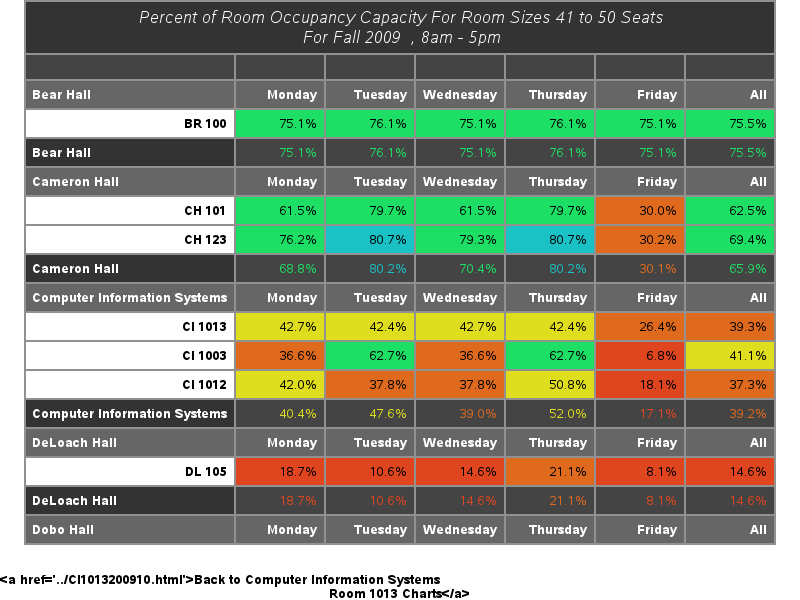 Percent of Room Occupancy Capacity For Room Sizes 41 to 50 Seats
For Fall 2009 , 8am - 5pm
Bear Hall Monday Tuesday Wednesday Thursday Friday All
BR 100 75.1% 76.1% 75.1% 76.1% 75.1% 75.5%
Bear Hall 75.1% 76.1% 75.1% 76.1% 75.1% 75.5%
Cameron Hall Monday Tuesday Wednesday Thursday Friday All
CH 101 61.5% 79.7% 61.5% 79.7% 30.0% 62.5%
CH 123 76.2% 80.7% 79.3% 80.7% 30.2% 69.4%
Cameron Hall 68.8% 80.2% 70.4% 80.2% 30.1% 65.9%
Computer Information Systems Monday Tuesday Wednesday Thursday Friday All
CI 1013 42.7% 42.4% 42.7% 42.4% 26.4% 39.3%
CI 1003 36.6% 62.7% 36.6% 62.7% 6.8% 41.1%
CI 1012 42.0% 37.8% 37.8% 50.8% 18.1% 37.3%
Computer Information Systems 40.4% 47.6% 39.0% 52.0% 17.1% 39.2%
DeLoach Hall Monday Tuesday Wednesday Thursday Friday All
DL 105 18.7% 10.6% 14.6% 21.1% 8.1% 14.6%
DeLoach Hall 18.7% 10.6% 14.6% 21.1% 8.1% 14.6%
Dobo Hall Monday Tuesday Wednesday Thursday Friday All
<a href='../CI1013200910.html'>Back to Computer Information Systems
Room 1013 Charts</a>